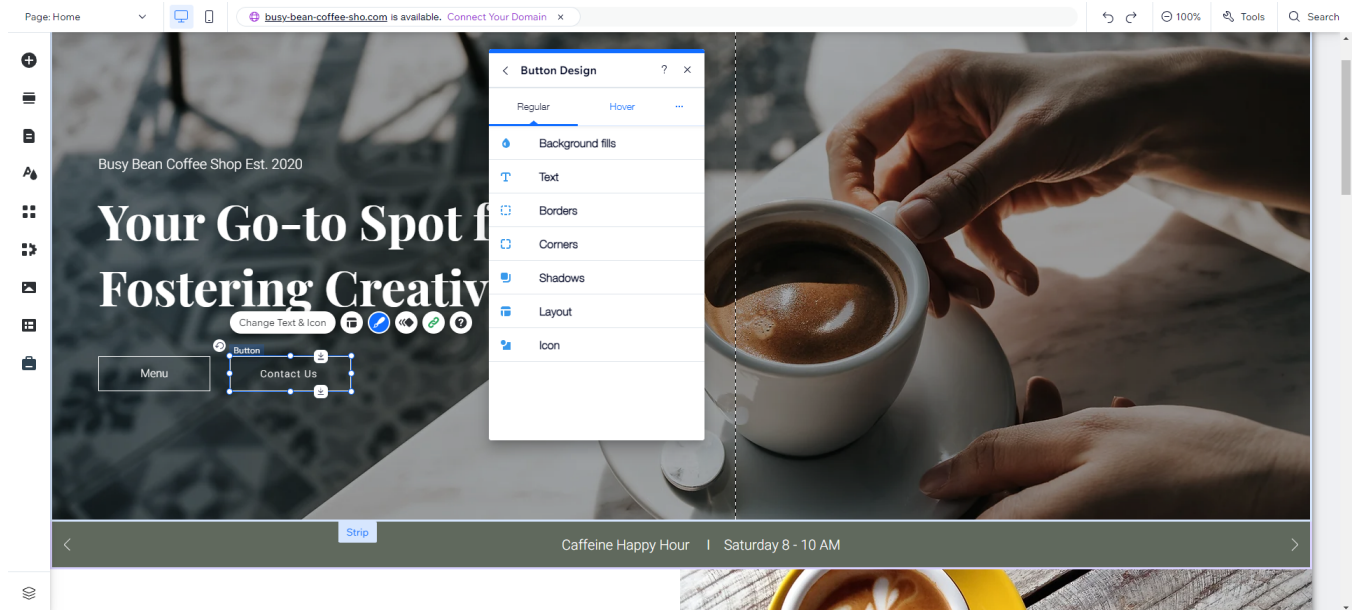 Page: Home
busy-bean-coffee-sho.com is available. Connect Your Domain
100%
Tools
Search
Button Design
?
Regular
Hover
Background fills
Text
Borders
Corners
Shadows
Layout
Icon
Busy Bean Coffee Shop Est. 2020
Your Go-to Spot f
Fostering Creativ
Change Text & Icon
?
Button
Menu
Contact Us
Strip
Caffeine Happy Hour I Saturday 8 - 10 AM